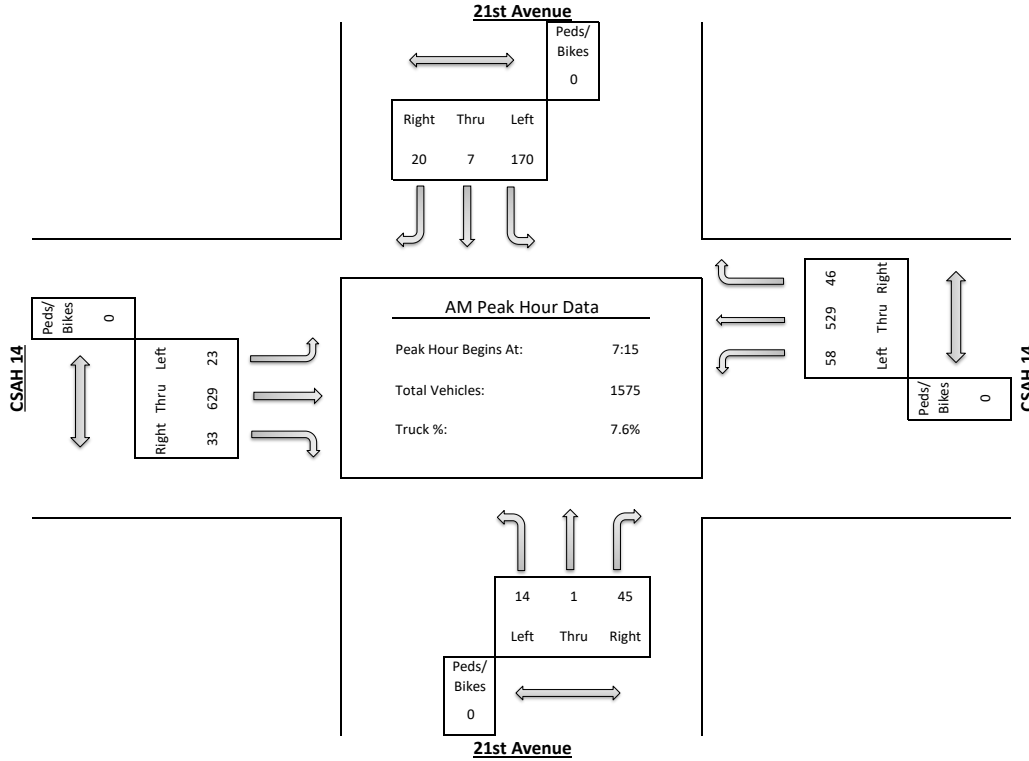 21st Avenue
Peds/
Bikes
0
Right Thru Left
20 7 170
CSAH 14
Peds/
Bikes
0
Left 23
Thru 629
Right 33
AM Peak Hour Data
Peak Hour Begins At: 7:15
Total Vehicles: 1575
Truck %: 7.6%
46 Right
529 Thru
58 Left
Peds/
Bikes
0
CSAH 14
14 1 45
Left Thru Right
Peds/
Bikes
0
21st Avenue